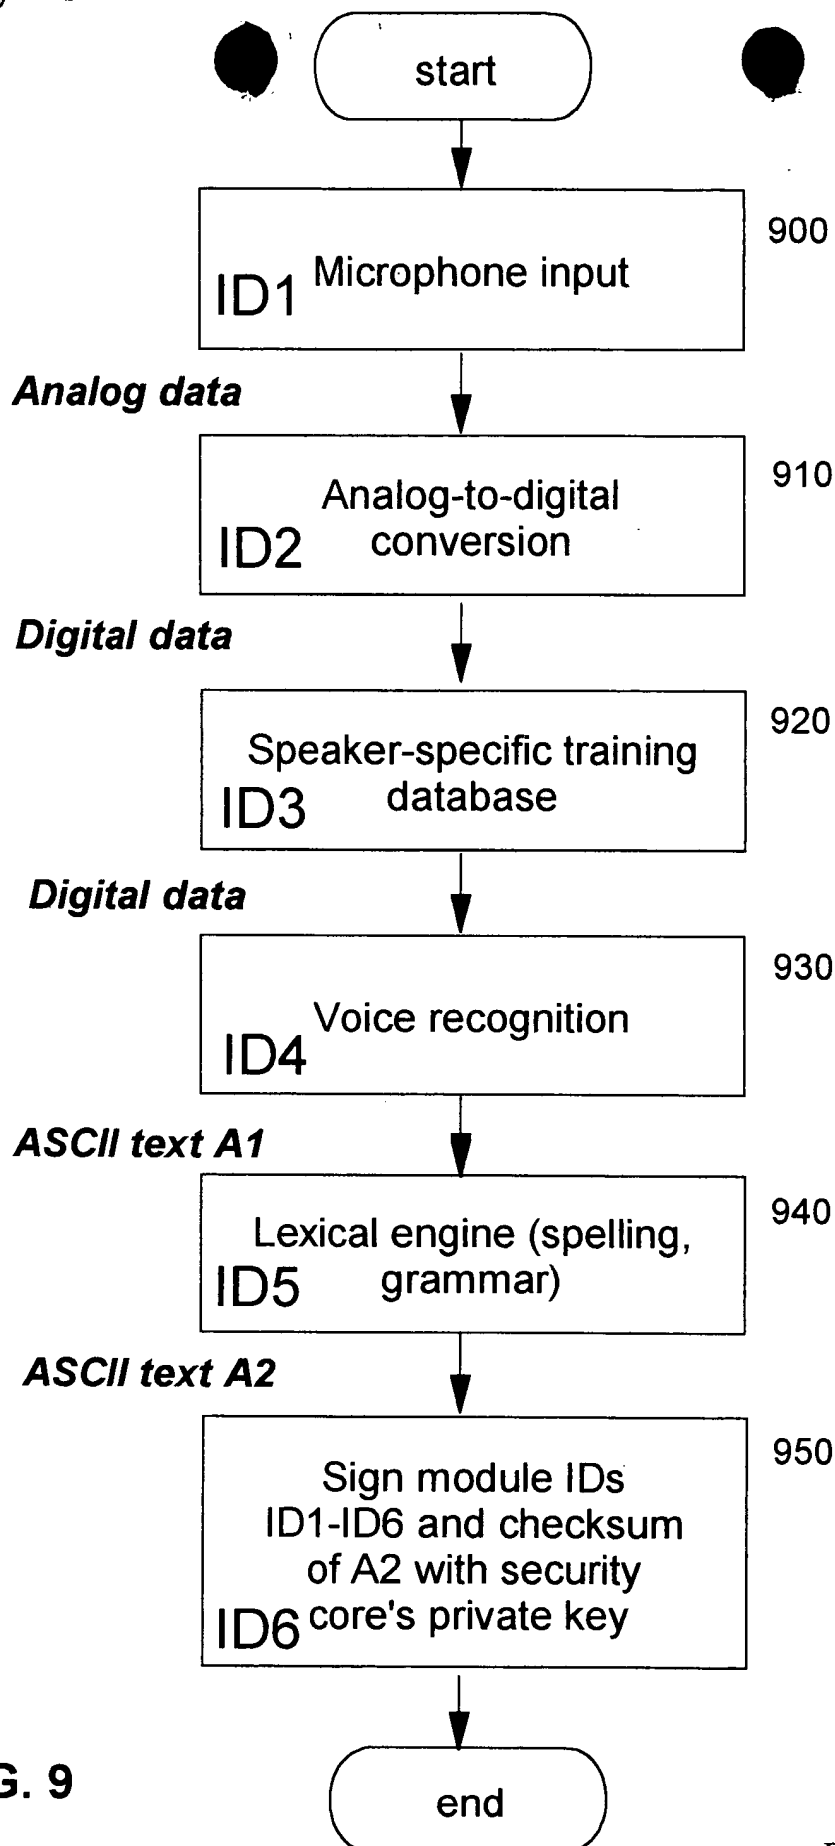 start
900
Microphone input
ID1
Analog data
910
Analog-to-digital
conversion
ID2
Digital data
920
Speaker-specific training
database
ID3
Digital data
930
Voice recognition
ID4
ASCII text A1
940
Lexical engine (spelling,
grammar)
ID5
ASCII text A2
950
Sign module IDs
ID1-ID6 and checksum
of A2 with security
core's private key
ID6
G. 9
end